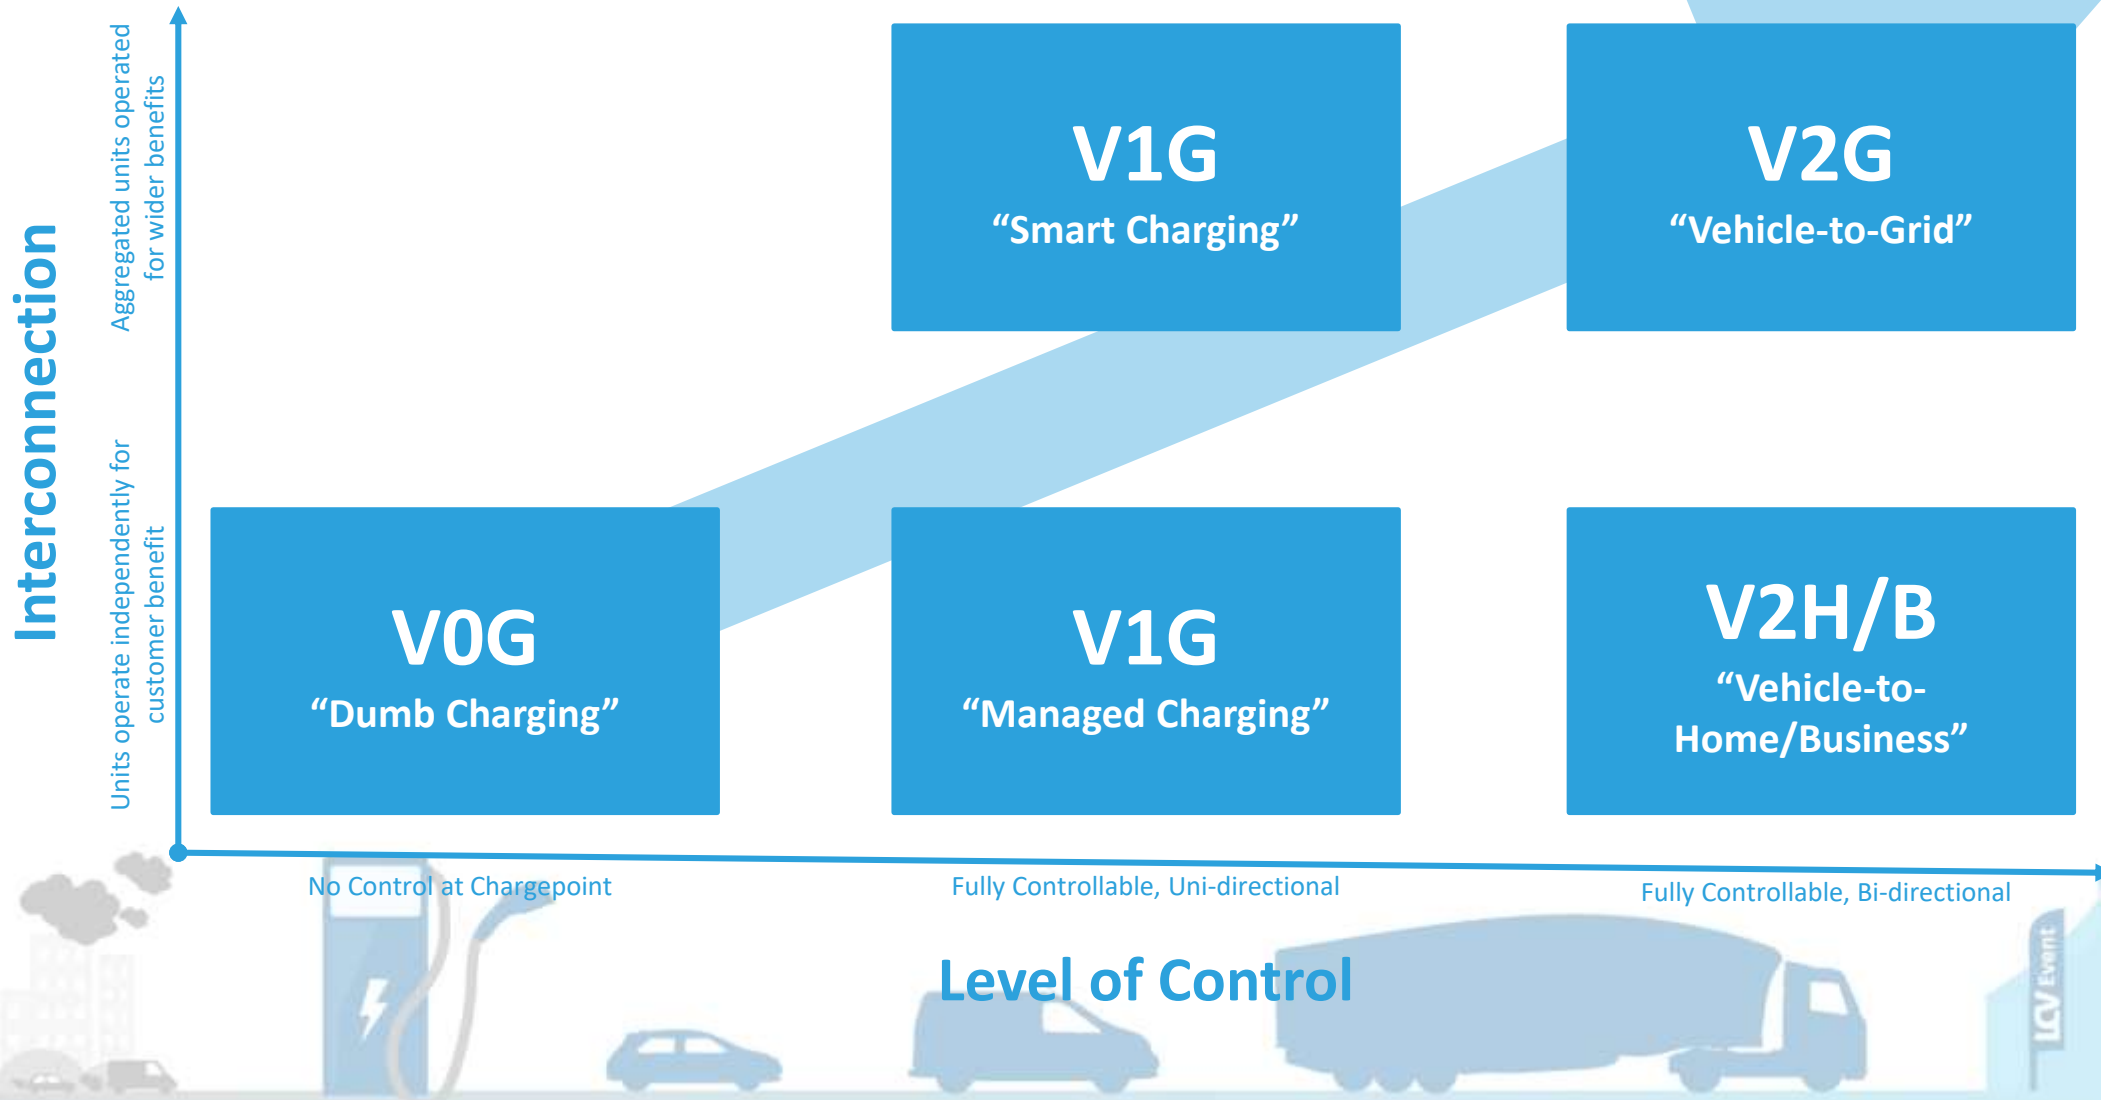 Interconnection
Aggregated units operated
for wider benefits
Units operate independently for
customer benefit
V1G
“Smart Charging”
V2G
“Vehicle-to-Grid”
V0G
“Dumb Charging”
V1G
“Managed Charging”
V2H/B
“Vehicle-to-
Home/Business”
No Control at Chargepoint
Fully Controllable, Uni-directional
Fully Controllable, Bi-directional
Level of Control
LCV Event